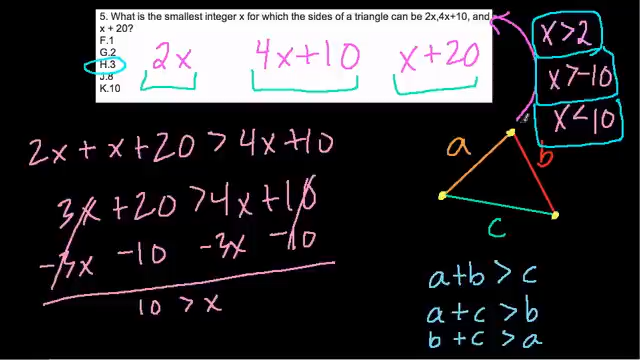 5. What is the smallest integer x for which the sides of a triangle can be 2x,4x+10, and
x + 20?
F.1
G.2
H.3
J.8
K.10
2x 4x+10 x+20
x>2
x>-10
x<10
2x+x+20>4x+10
3x+20>4x+10
-3x -10 -3x -10
10 > x
a
b
c
a+b>c
a+c>b
b+c>a